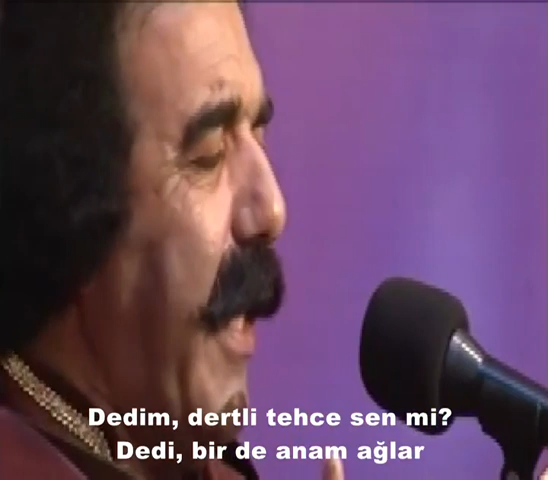 Dedim, dertli tehce sen mi?
Dedi, bir de anam ağlar